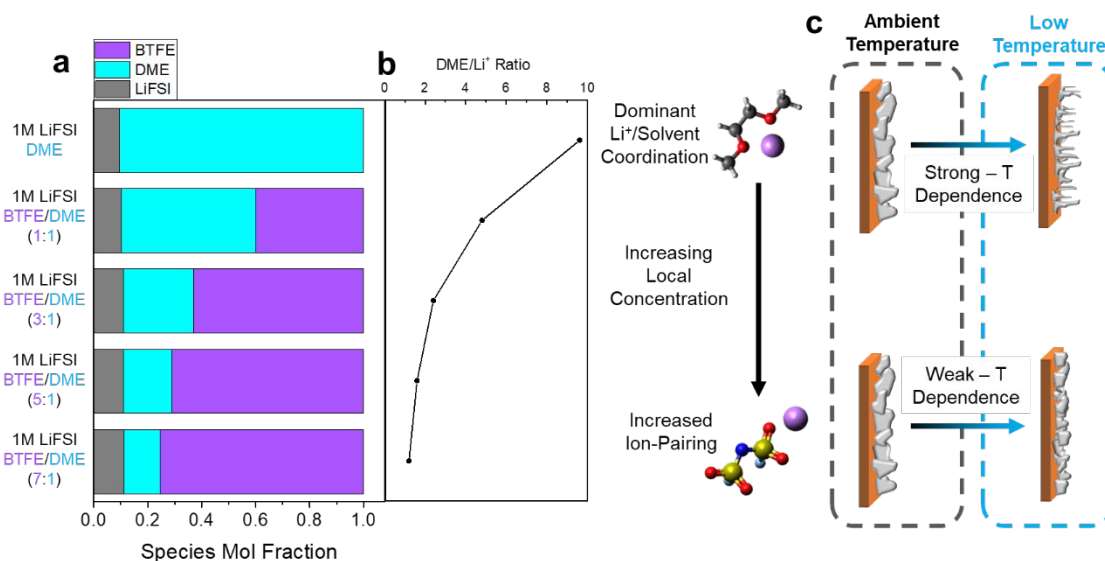 a
BTFE
DME
LiFSI
1M LiFSI
DME
1M LiFSI
BTFE/DME
(1:1)
1M LiFSI
BTFE/DME
(3:1)
1M LiFSI
BTFE/DME
(5:1)
1M LiFSI
BTFE/DME
(7:1)
0.0 0.2 0.4 0.6 0.8 1.0
Species Mol Fraction
b
DME/Li⁺ Ratio
0 2 4 6 8 10
Dominant
Li⁺/Solvent
Coordination
Increasing
Local
Concentration
Increased
Ion-Pairing
c
Ambient
Temperature
Low
Temperature
Strong – T
Dependence
Weak – T
Dependence